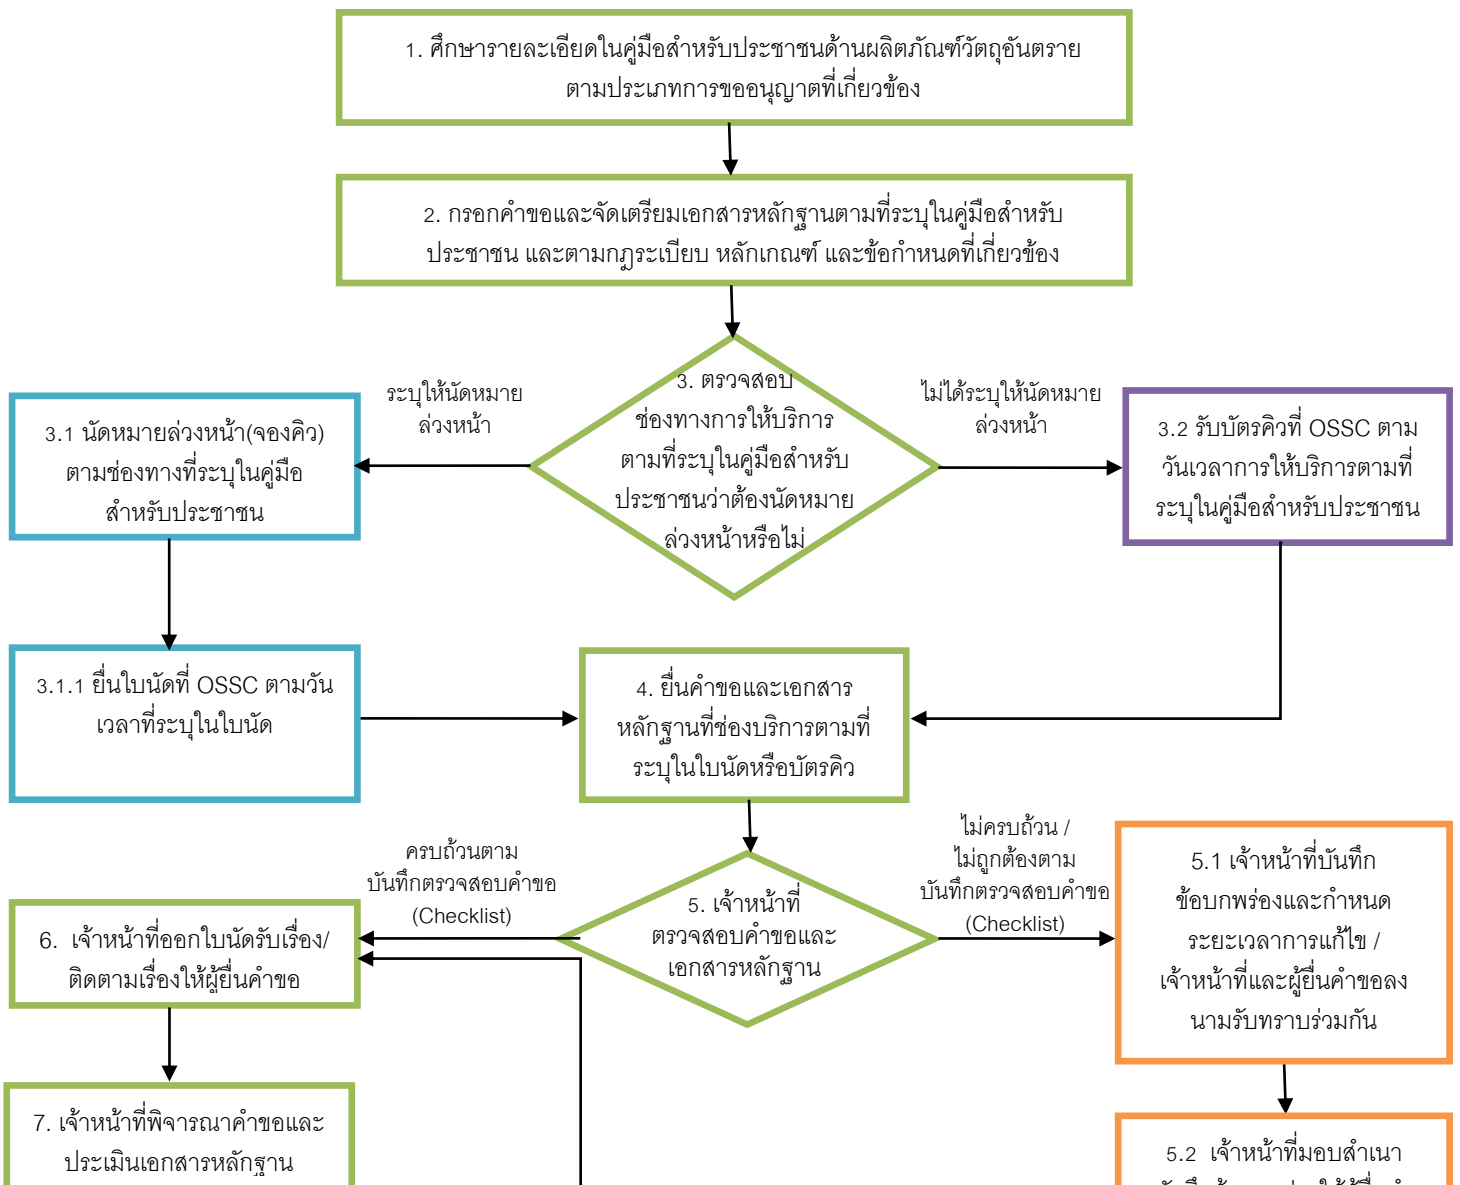 1. ศึกษารายละเอียดในคู่มือสำหรับประชาชนด้านผลิตภัณฑ์วัตถุอันตราย
ตามประเภทการขออนุญาตที่เกี่ยวข้อง
2. กรอกคำขอและจัดเตรียมเอกสารหลักฐานตามที่ระบุในคู่มือสำหรับ
ประชาชน และตามกฎระเบียบ หลักเกณฑ์ และข้อกำหนดที่เกี่ยวข้อง
3. ตรวจสอบ
ช่องทางการให้บริการ
ตามที่ระบุในคู่มือสำหรับ
ประชาชนว่าต้องนัดหมาย
ล่วงหน้าหรือไม่
ระบุให้นัดหมาย
ล่วงหน้า
ไม่ได้ระบุให้นัดหมาย
ล่วงหน้า
3.1 นัดหมายล่วงหน้า(จองคิว)
ตามช่องทางที่ระบุในคู่มือ
สำหรับประชาชน
3.2 รับบัตรคิวที่ OSSC ตาม
วันเวลาการให้บริการตามที่
ระบุในคู่มือสำหรับประชาชน
3.1.1 ยื่นใบนัดที่ OSSC ตามวัน
เวลาที่ระบุในใบนัด
4. ยื่นคำขอและเอกสาร
หลักฐานที่ช่องบริการตามที่
ระบุในใบนัดหรือบัตรคิว
ครบถ้วนตาม
บันทึกตรวจสอบคำขอ
(Checklist)
ไม่ครบถ้วน /
ไม่ถูกต้องตาม
บันทึกตรวจสอบคำขอ
(Checklist)
5. เจ้าหน้าที่
ตรวจสอบคำขอและ
เอกสารหลักฐาน
5.1 เจ้าหน้าที่บันทึก
ข้อบกพร่องและกำหนด
ระยะเวลาการแก้ไข /
เจ้าหน้าที่และผู้ยื่นคำขอลง
นามรับทราบร่วมกัน
6. เจ้าหน้าที่ออกใบนัดรับเรื่อง/
ติดตามเรื่องให้ผู้ยื่นคำขอ
7. เจ้าหน้าที่พิจารณาคำขอและ
ประเมินเอกสารหลักฐาน
5.2 เจ้าหน้าที่มอบสำเนา